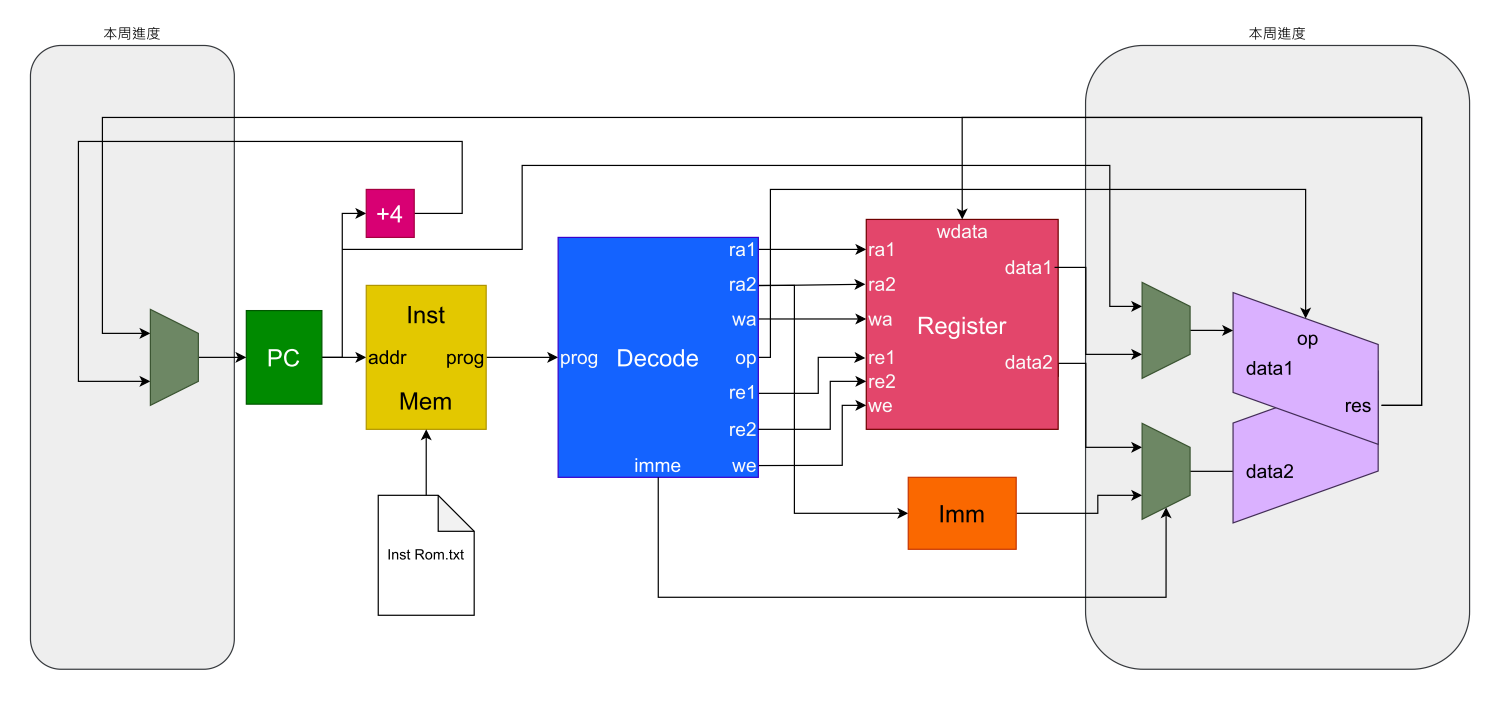 本周進度
本周進度
+4
PC
Inst
addr
prog
Mem
Inst Rom.txt
prog
Decode
ra1
ra2
wa
op
re1
re2
we
imme
wdata
ra1
ra2
wa
re1
re2
we
Register
data1
data2
Imm
op
data1
res
data2